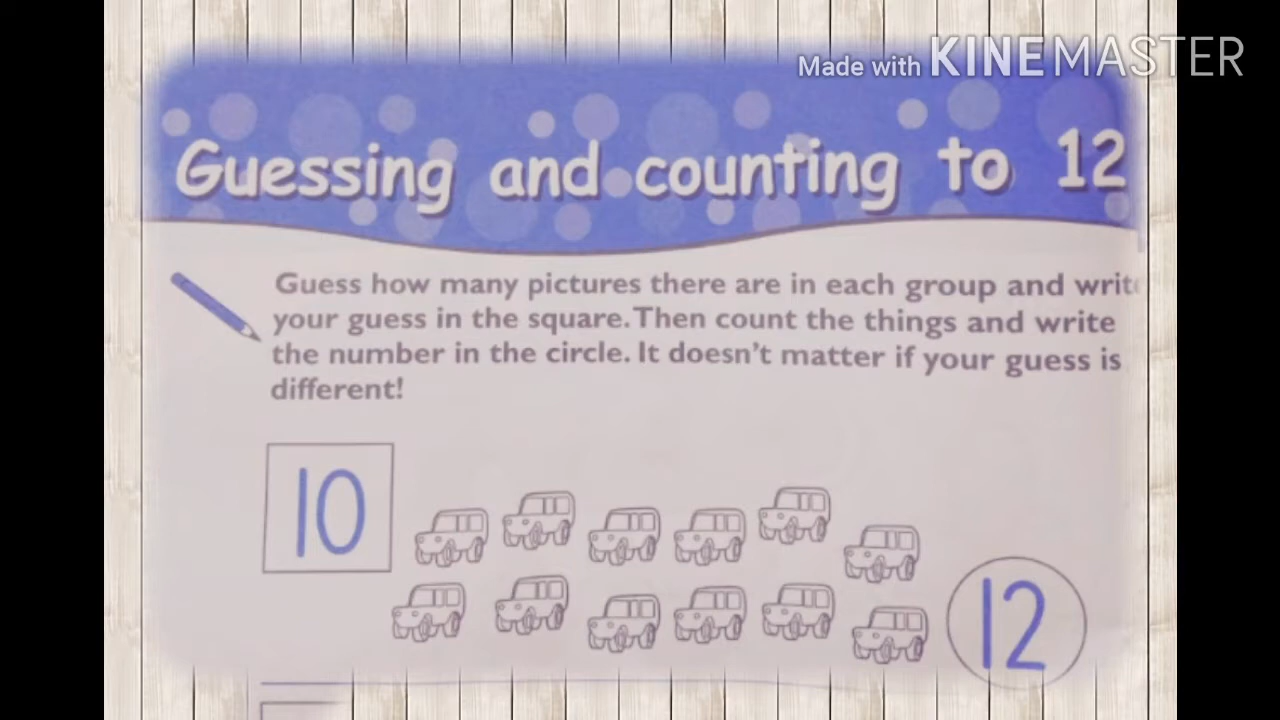 Made with KINEMASTER
Guessing and counting to 12
Guess how many pictures there are in each group and write
your guess in the square. Then count the things and write
the number in the circle. It doesn't matter if your guess is
different!
10
12